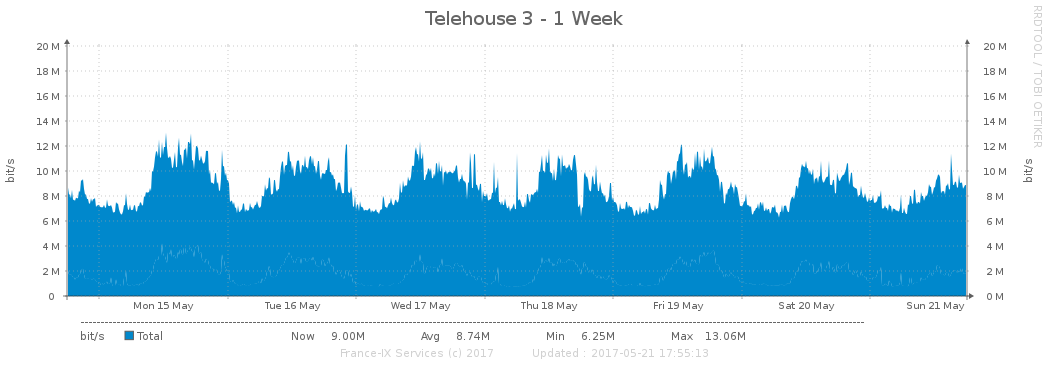 Telehouse 3 - 1 Week
RRDTOOL / TOBI OETIKER
bit/s
20 M 20 M
18 M 18 M
16 M 16 M
14 M 14 M
12 M 12 M
10 M 10 M
8 M 8 M
6 M 6 M
4 M 4 M
2 M 2 M
0 0 M
bit/s
Mon 15 May Tue 16 May Wed 17 May Thu 18 May Fri 19 May Sat 20 May Sun 21 May
bit/s Total Now 9.00M Avg 8.74M Min 6.25M Max 13.06M
France-IX Services (c) 2017 Updated : 2017-05-21 17:55:13